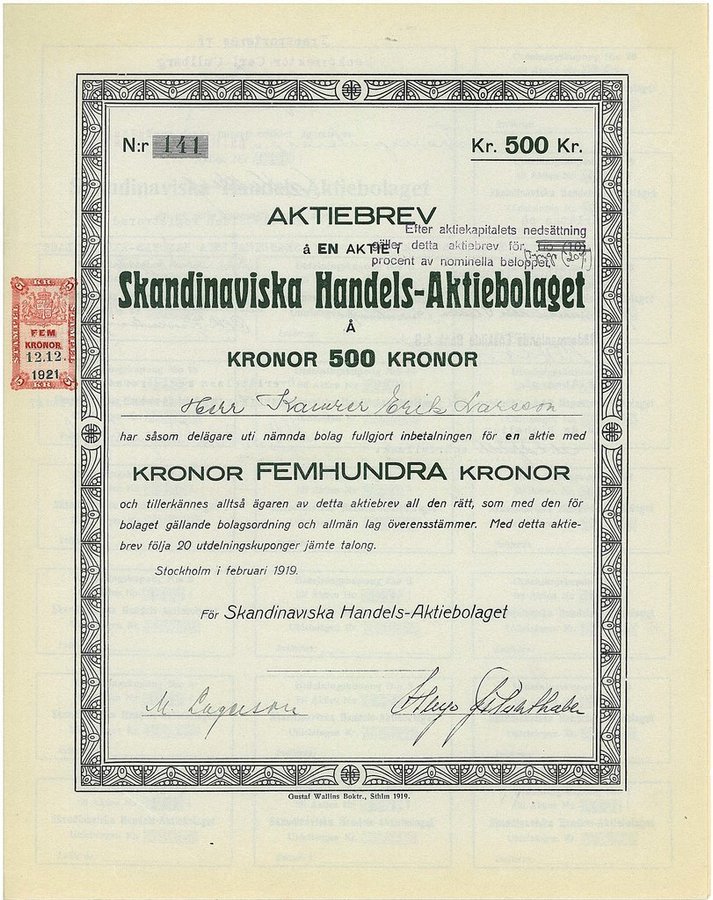 N:r 141
Kr. 500 Kr.
AKTIEBREV
Efter aktiekapitalets nedsättning
å EN AKTIE I
gäller detta aktiebrev för tio (10)
procent av nominella beloppet. (20%)
Skandinaviska Handels-Aktiebolaget
Å
KRONOR 500 KRONOR
FEM
KRONOR
12.12.
1921
Herr Kamrer Erik Larsson
har såsom delägare uti nämnda bolag fullgjort inbetalningen för en aktie med
KRONOR FEMHUNDRA KRONOR
och tillerkännes alltså ägaren av detta aktiebrev all den rätt, som med den för
bolaget gällande bolagsordning och allmän lag överensstämmer. Med detta aktie-
brev följa 20 utdelningskuponger jämte talong.
Stockholm i februari 1919.
För Skandinaviska Handels-Aktiebolaget
M. Lagerson
Hugo
Gustaf Wallins Boktr., Sthlm 1919.